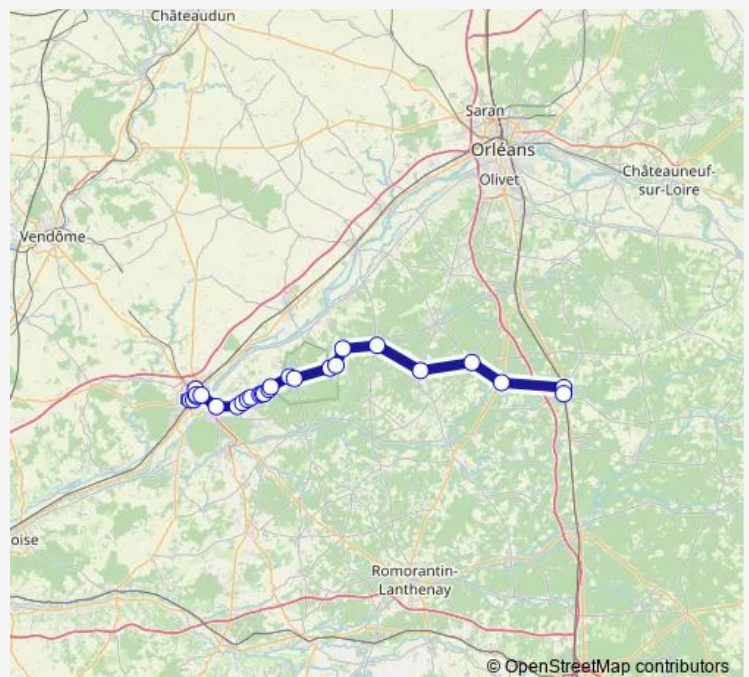 Châteaudun
Saran
Orléans
Châteauneuf-
sur-Loire
Olivet
Vendôme
oise
Romorantin-
Lanthenay
© OpenStreetMap contributors